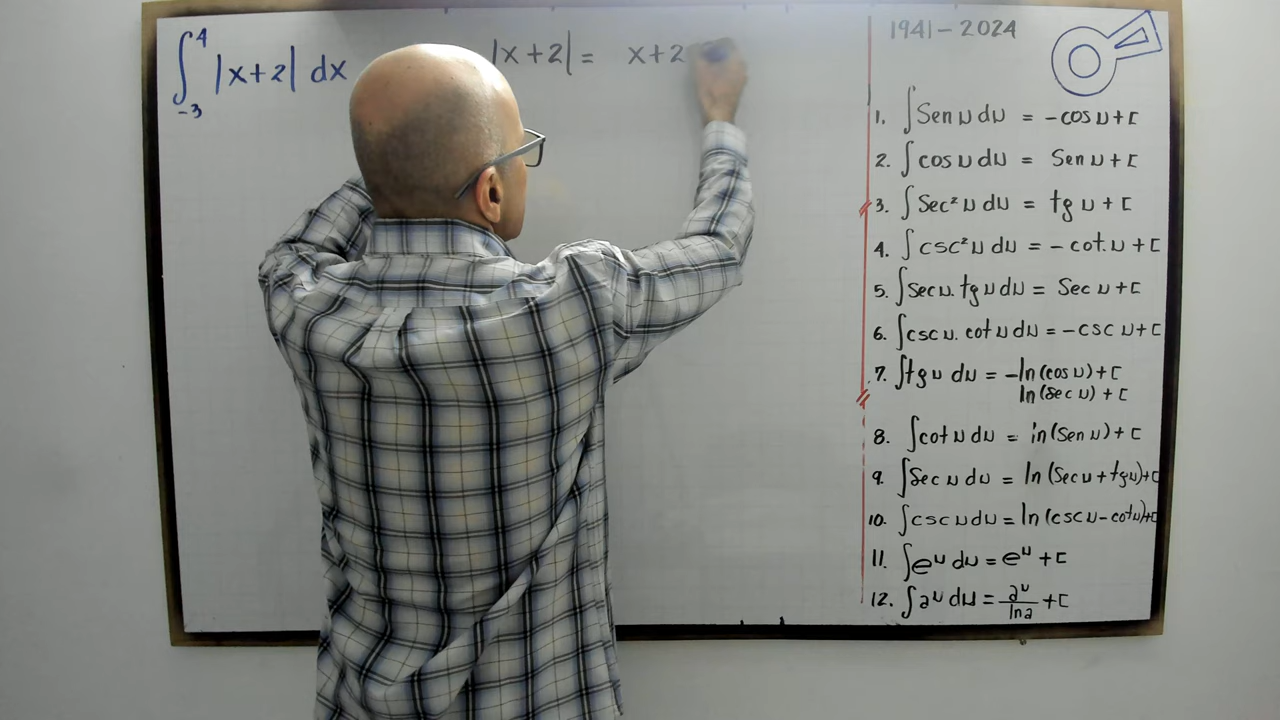 ∫₋₃⁴ |x+2| dx
|x+2| = x+2
1941 – 2024
1. ∫Sen u du = -cos u + C
2. ∫cos u du = Sen u + C
3. ∫Sec² u du = tg u + C
4. ∫csc² u du = -cot. u + C
5. ∫Sec u. tg u du = Sec u + C
6. ∫csc u. cot u du = -csc u + C
7. ∫tg u du = -ln(cos u) + C
ln(Sec u) + C
8. ∫cot u du = in(Sen u) + C
9. ∫Sec u du = ln(Sec u + tg u) + C
10. ∫csc u du = ln(csc u - cot u) + C
11. ∫eᵘ du = eᵘ + C
12. ∫aᵘ du = aᵘ/lna + C